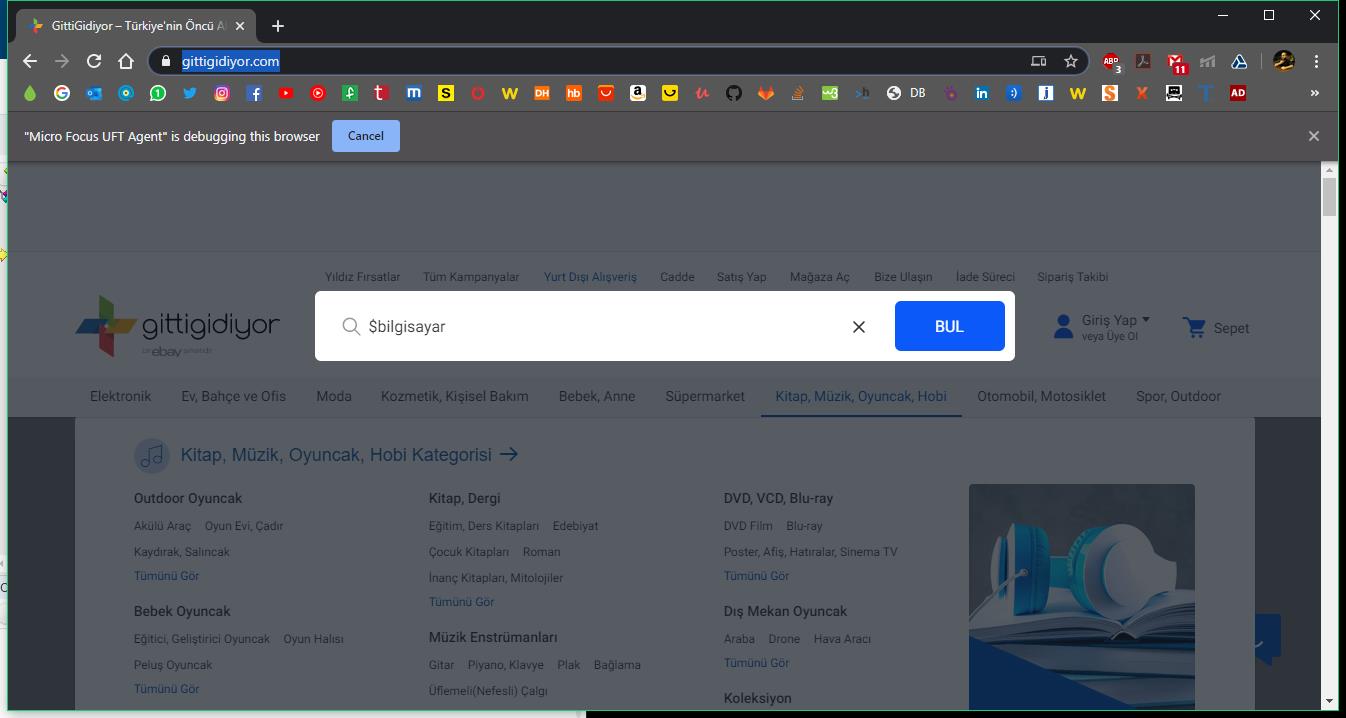 GittiGidiyor – Türkiye'nin Öncü A
gittigidiyor.com
ABP 3 11
DB
"Micro Focus UFT Agent" is debugging this browser Cancel
Yıldız Fırsatlar Tüm Kampanyalar Yurt Dışı Alışveriş Cadde Satış Yap Mağaza Aç Bize Ulaşın İade Süreci Sipariş Takibi
gittigidiyor
bir ebay sitesidir
$bilgisayar
BUL
Giriş Yap
veya Üye Ol
Sepet
Elektronik Ev, Bahçe ve Ofis Moda Kozmetik, Kişisel Bakım Bebek, Anne Süpermarket Kitap, Müzik, Oyuncak, Hobi Otomobil, Motosiklet Spor, Outdoor
Kitap, Müzik, Oyuncak, Hobi Kategorisi
Outdoor Oyuncak
Akülü Araç Oyun Evi, Çadır
Kaydırak, Salıncak
Tümünü Gör
Bebek Oyuncak
Eğitici, Geliştirici Oyuncak Oyun Halısı
Peluş Oyuncak
Tümünü Gör
Kitap, Dergi
Eğitim, Ders Kitapları Edebiyat
Çocuk Kitapları Roman
İnanç Kitapları, Mitolojiler
Tümünü Gör
Müzik Enstrümanları
Gitar Piyano, Klavye Plak Bağlama
Üflemeli(Nefesli) Çalgı
DVD, VCD, Blu-ray
DVD Film Blu-ray
Poster, Afiş, Hatıralar, Sinema TV
Tümünü Gör
Dış Mekan Oyuncak
Araba Drone Hava Aracı
Tümünü Gör
Koleksiyon